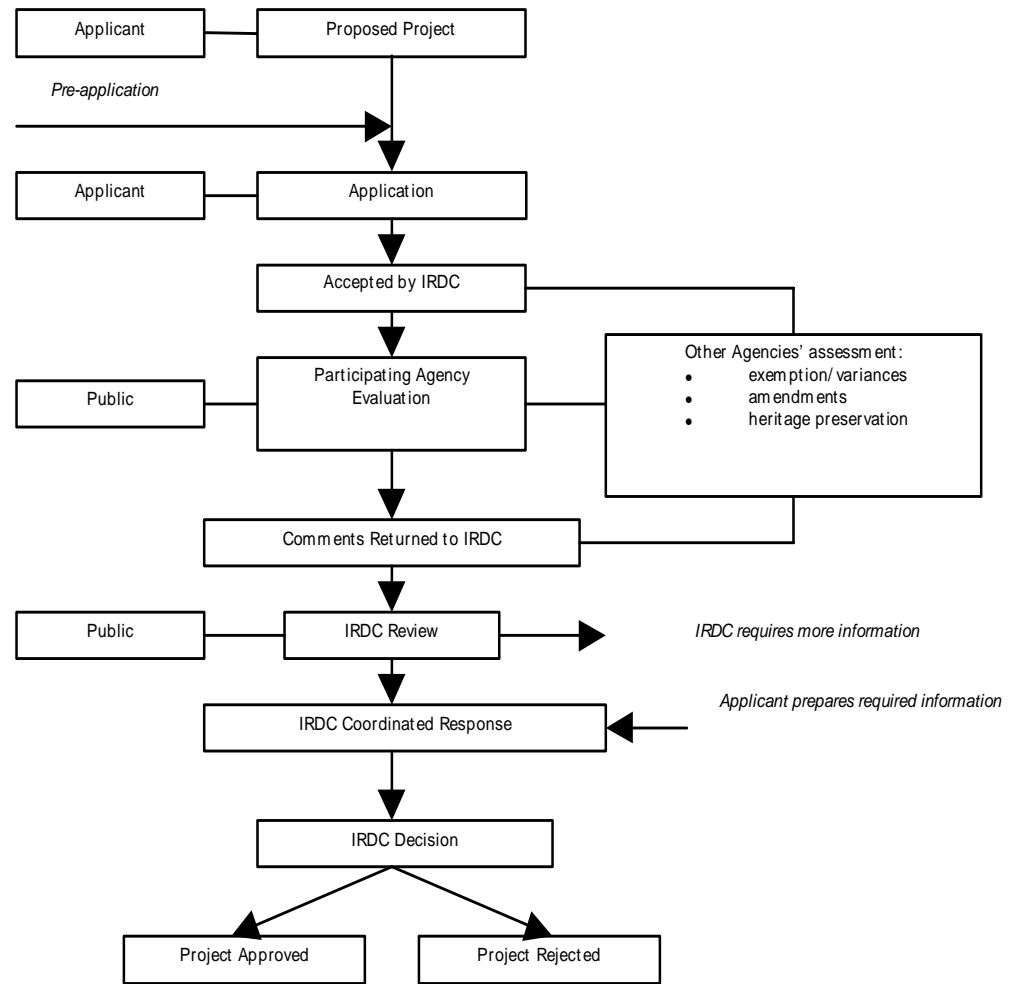 Applicant
Proposed Project
Pre-application
Applicant
Application
Accepted by IRDC
Other Agencies' assessment:
• exemption/variances
• amendments
• heritage preservation
Participating Agency
Evaluation
Public
Comments Returned to IRDC
Public
IRDC Review
IRDC requires more information
Applicant prepares required information
IRDC Coordinated Response
IRDC Decision
Project Approved
Project Rejected